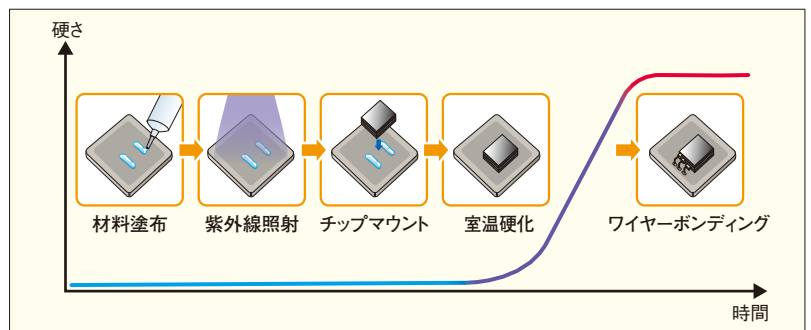 硬さ
材料塗布
紫外線照射
チップマウント
室温硬化
ワイヤーボンディング
時間